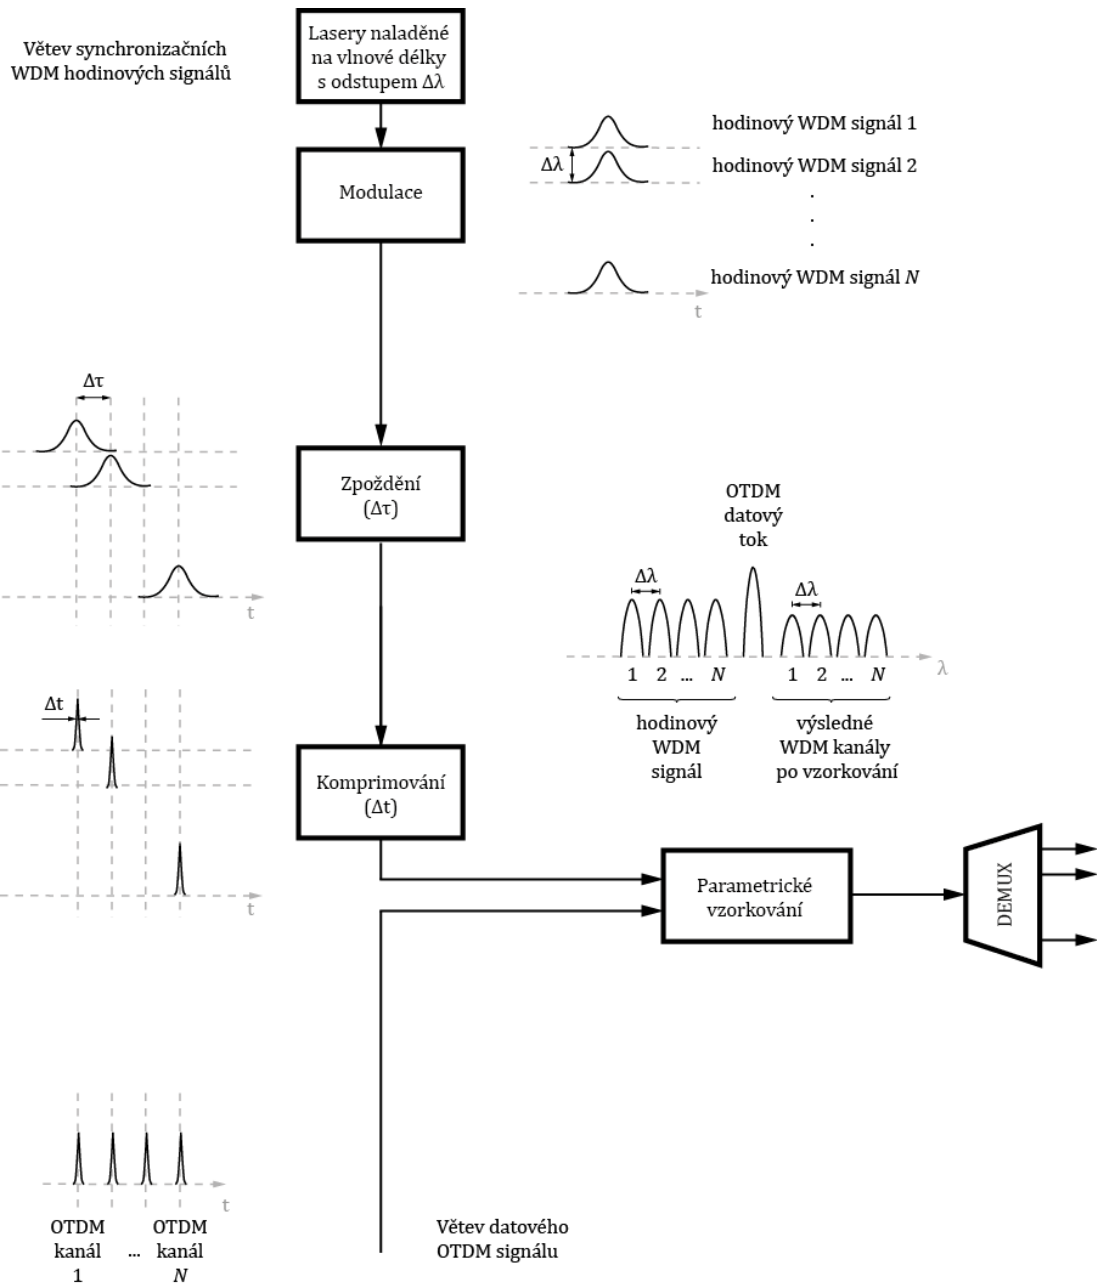 Větev synchronizačních
WDM hodinových signálů
Lasery naladěné
na vlnové délky
s odstupem Δλ
Modulace
hodinový WDM signál 1
Δλ
hodinový WDM signál 2
.
.
.
hodinový WDM signál N
t
Δτ
t
Zpoždění
(Δτ)
OTDM
datový
tok
Δλ
Δλ
λ
1 2 ... N
1 2 ... N
hodinový
WDM
signál
výsledné
WDM kanály
po vzorkování
Δt
t
Komprimování
(Δt)
Parametrické
vzorkování
DEMUX
t
OTDM
kanál
1
...
OTDM
kanál
N
Větev datového
OTDM signálu